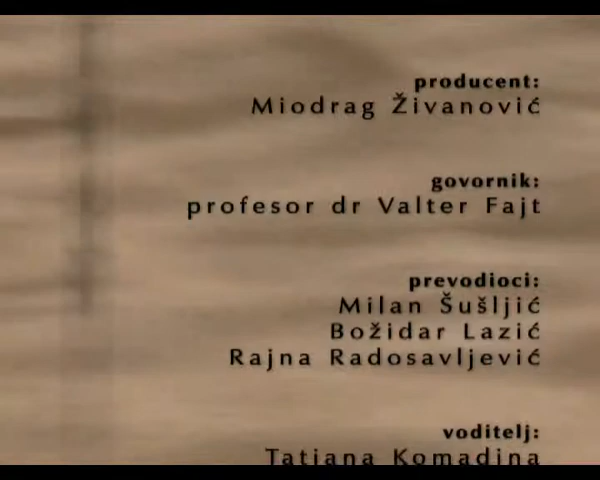 producent:
Miodrag Živanović
govornik:
profesor dr Valter Fajt
prevodioci:
Milan Šušljić
Božidar Lazić
Rajna Radosavljević
voditelj:
Tatjana Komadina